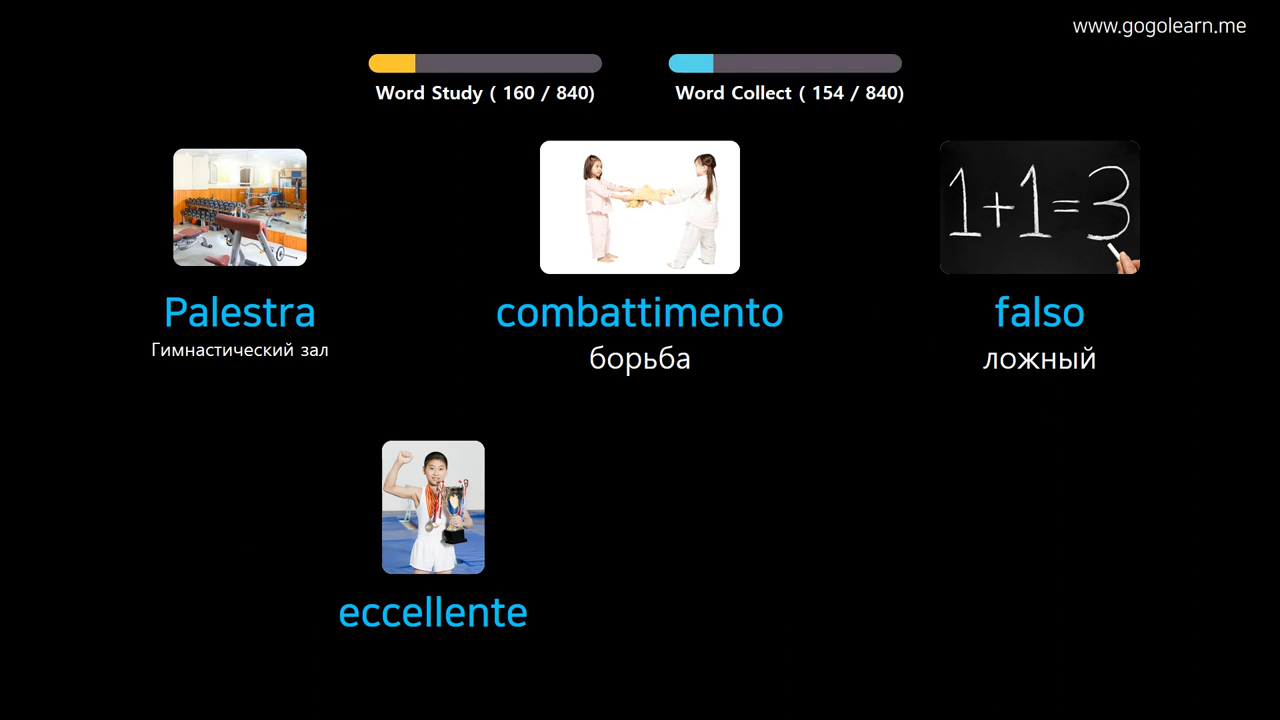 www.gogolearn.me
Word Study ( 160 / 840)
Word Collect ( 154 / 840)
1+1=3
Palestra
combattimento
falso
Гимнастический зал
борьба
ложный
eccellente